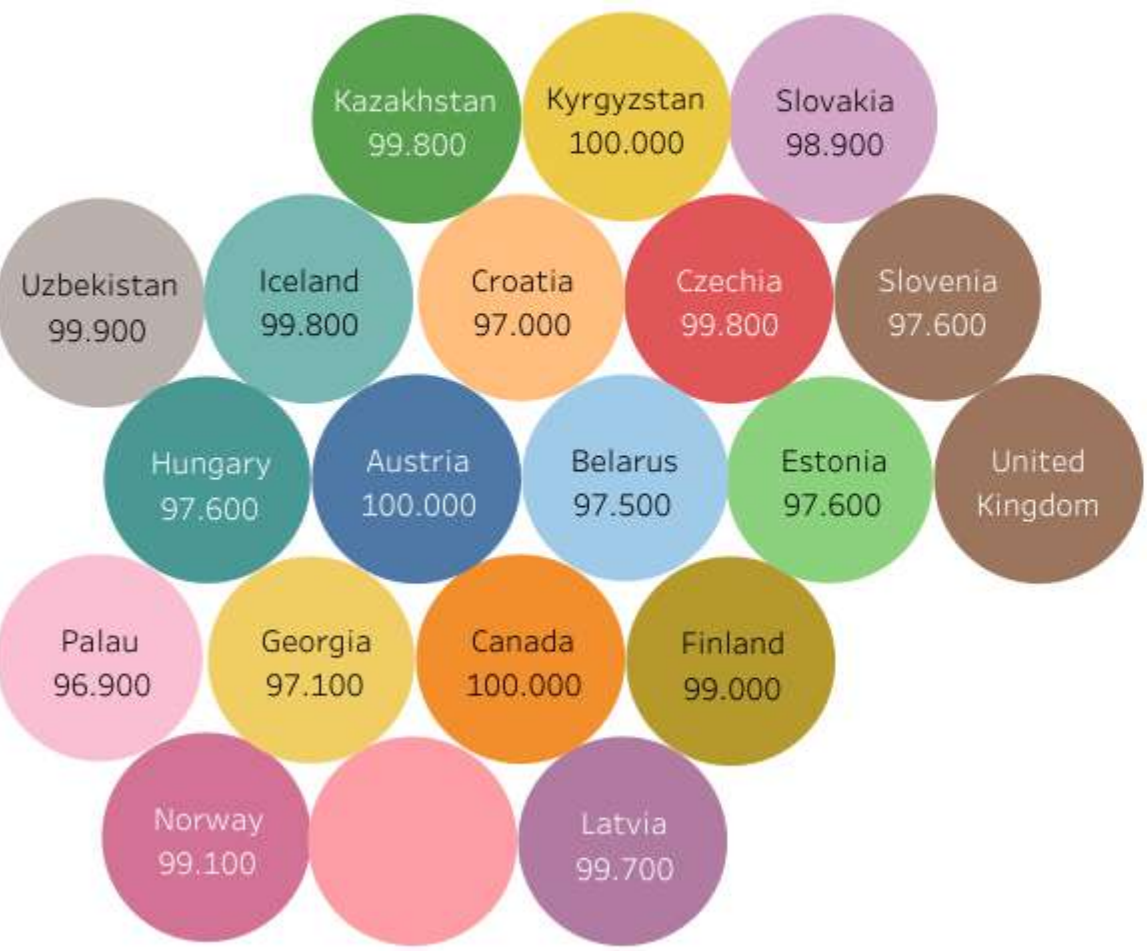 Kazakhstan
99.800
Kyrgyzstan
100.000
Slovakia
98.900
Uzbekistan
99.900
Iceland
99.800
Croatia
97.000
Czechia
99.800
Slovenia
97.600
Hungary
97.600
Austria
100.000
Belarus
97.500
Estonia
97.600
United
Kingdom
Palau
96.900
Georgia
97.100
Canada
100.000
Finland
99.000
Norway
99.100
Latvia
99.700